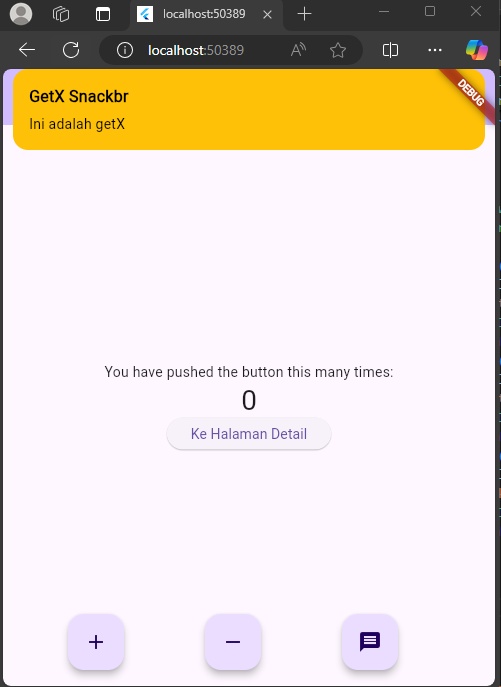 localhost:50389
localhost:50389
GetX Snackbr
Ini adalah getX
DEBUG
You have pushed the button this many times:
0
Ke Halaman Detail